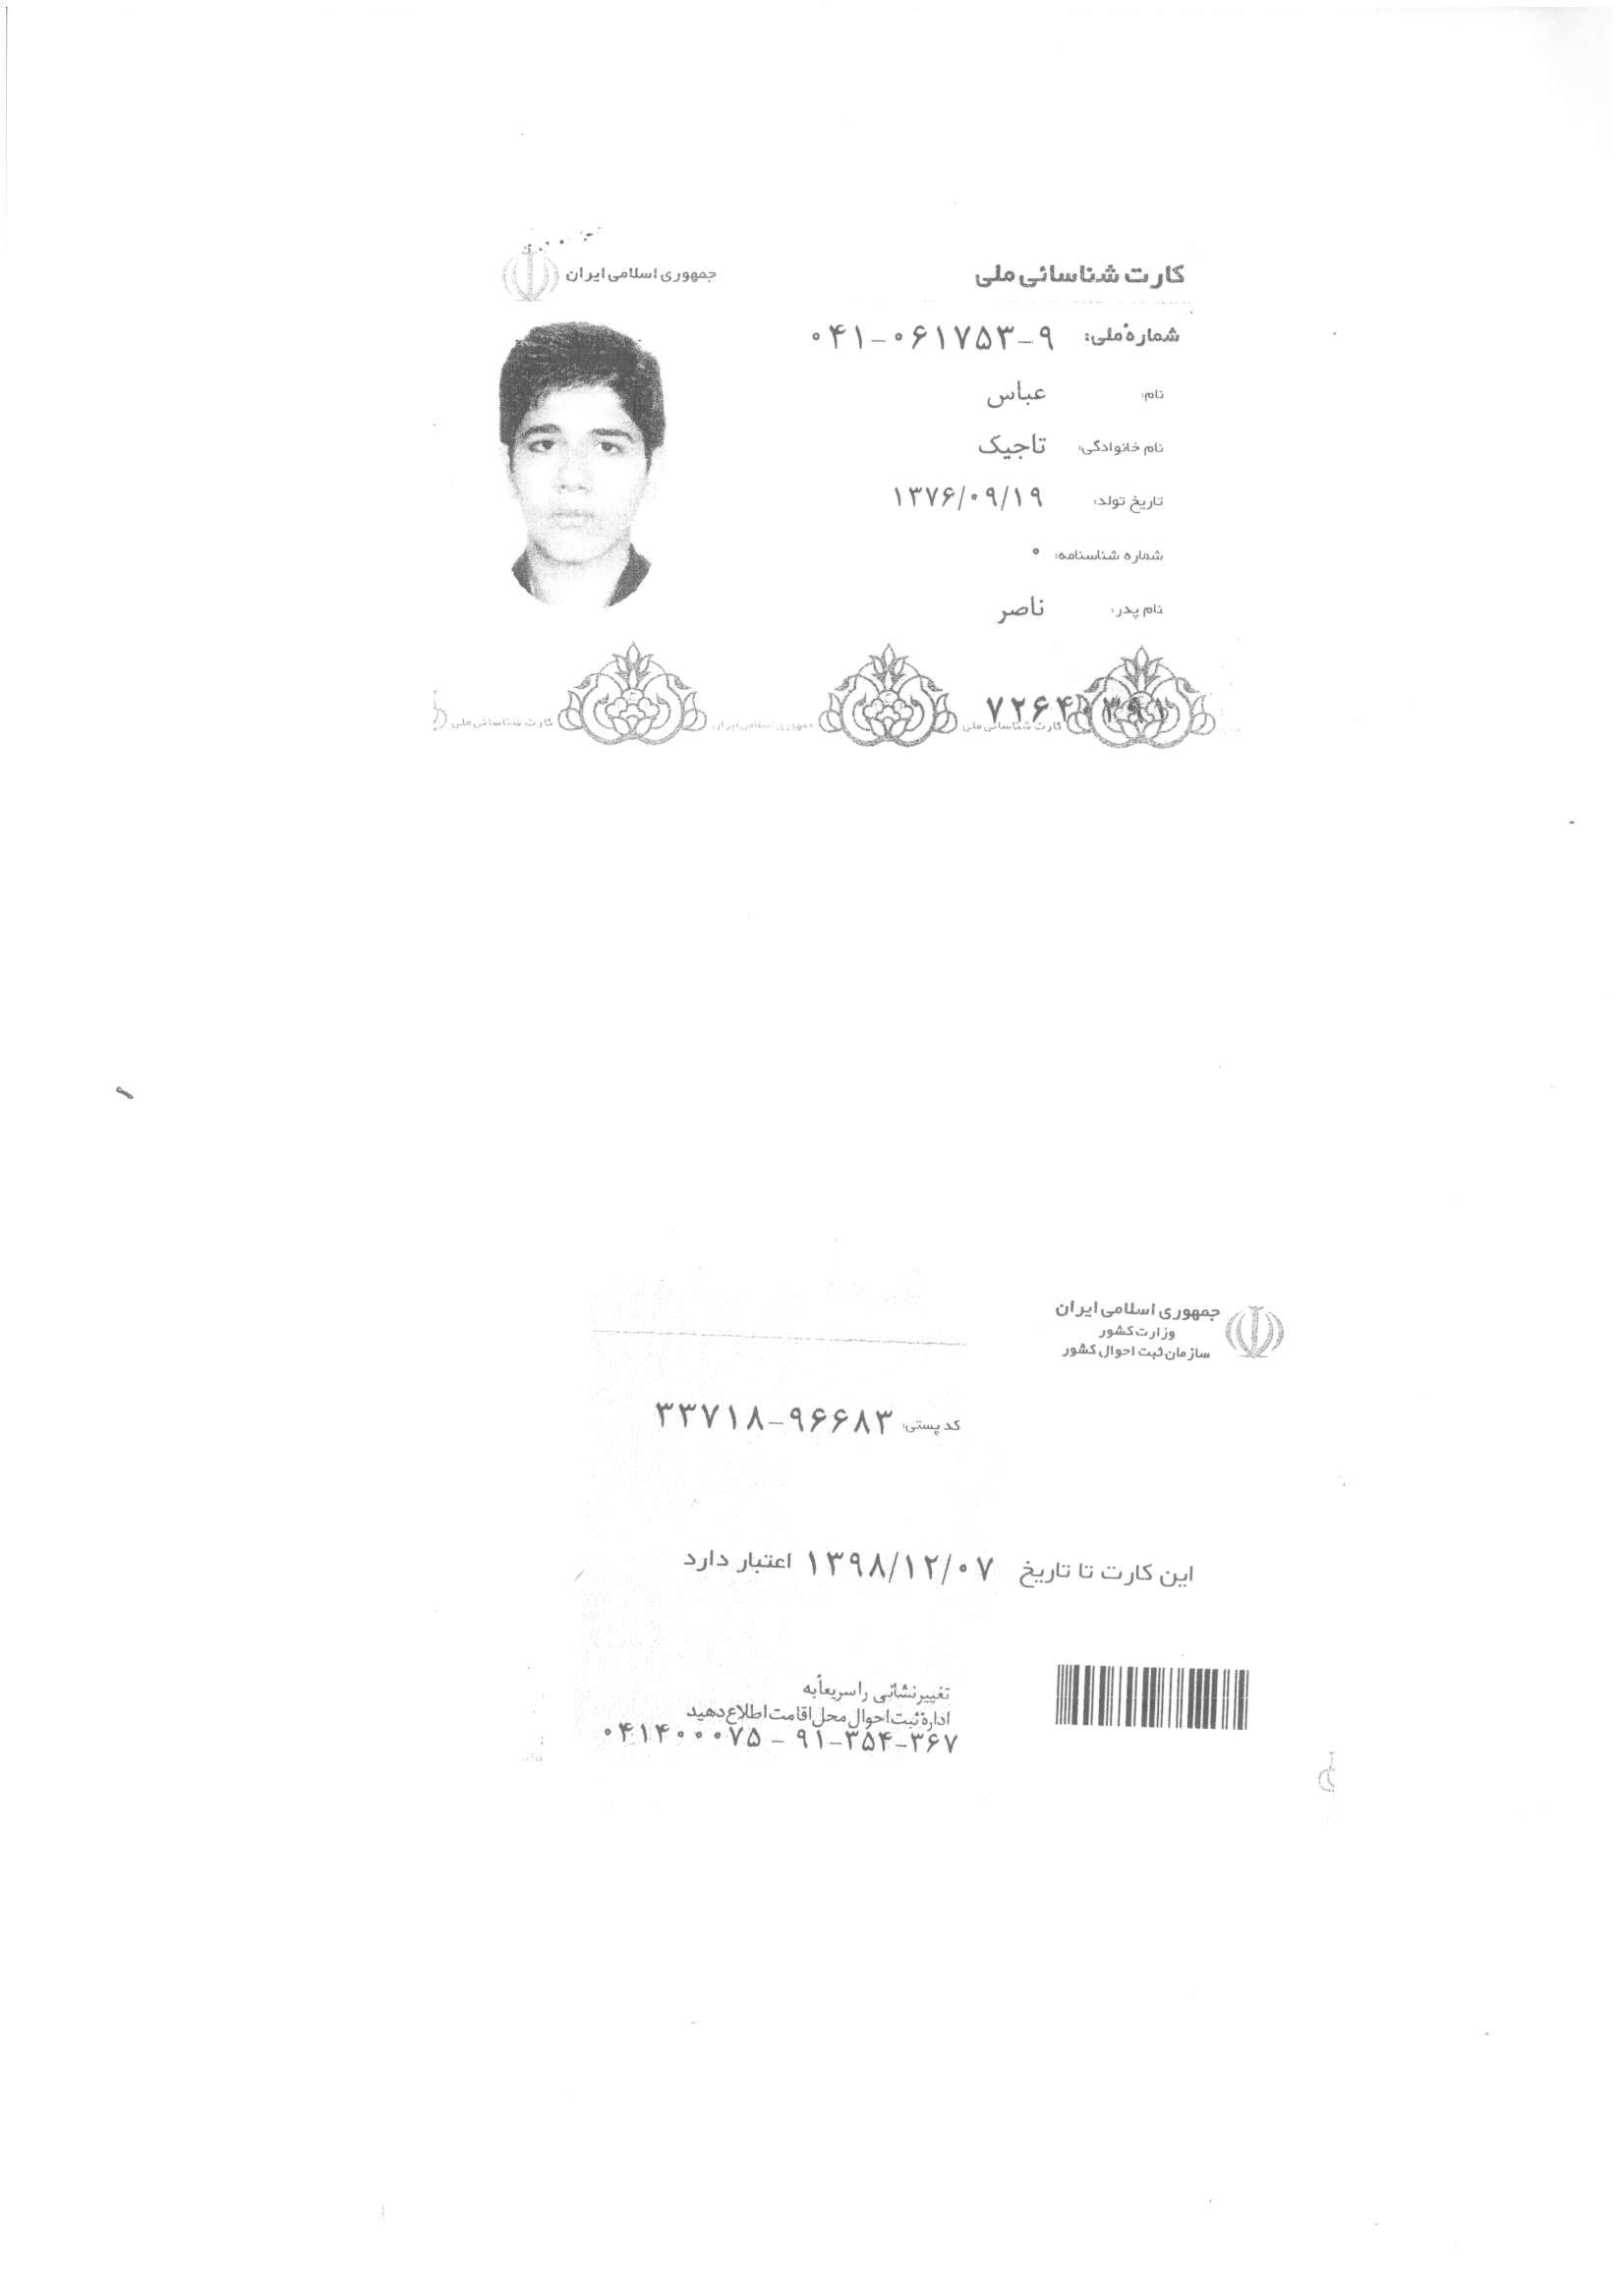 کارت شناسائی ملی
جمهوری اسلامی ایران
شمارهٔ ملی: ۰۴۱-۰۶۱۷۵۳-۹
نام: عباس
نام خانوادگی: تاجیک
تاریخ تولد: ۱۳۷۶/۰۹/۱۹
شماره شناسنامه: ۰
نام پدر: ناصر
کارت شناسائی ملی جمهوری اسلامی ایران کارت شناسائی ملی
جمهوری اسلامی ایران
وزارت کشور
سازمان ثبت احوال کشور
کد پستی: ۳۳۷۱۸-۹۶۶۸۳
این کارت تا تاریخ ۱۳۹۸/۱۲/۰۷ اعتبار دارد
تغییر نشانی را سریعاً به
ادارهٔ ثبت احوال محل اقامت اطلاع دهید
۰۴۱۴۰۰۰۷۵ - ۹۱-۳۵۴-۳۶۷